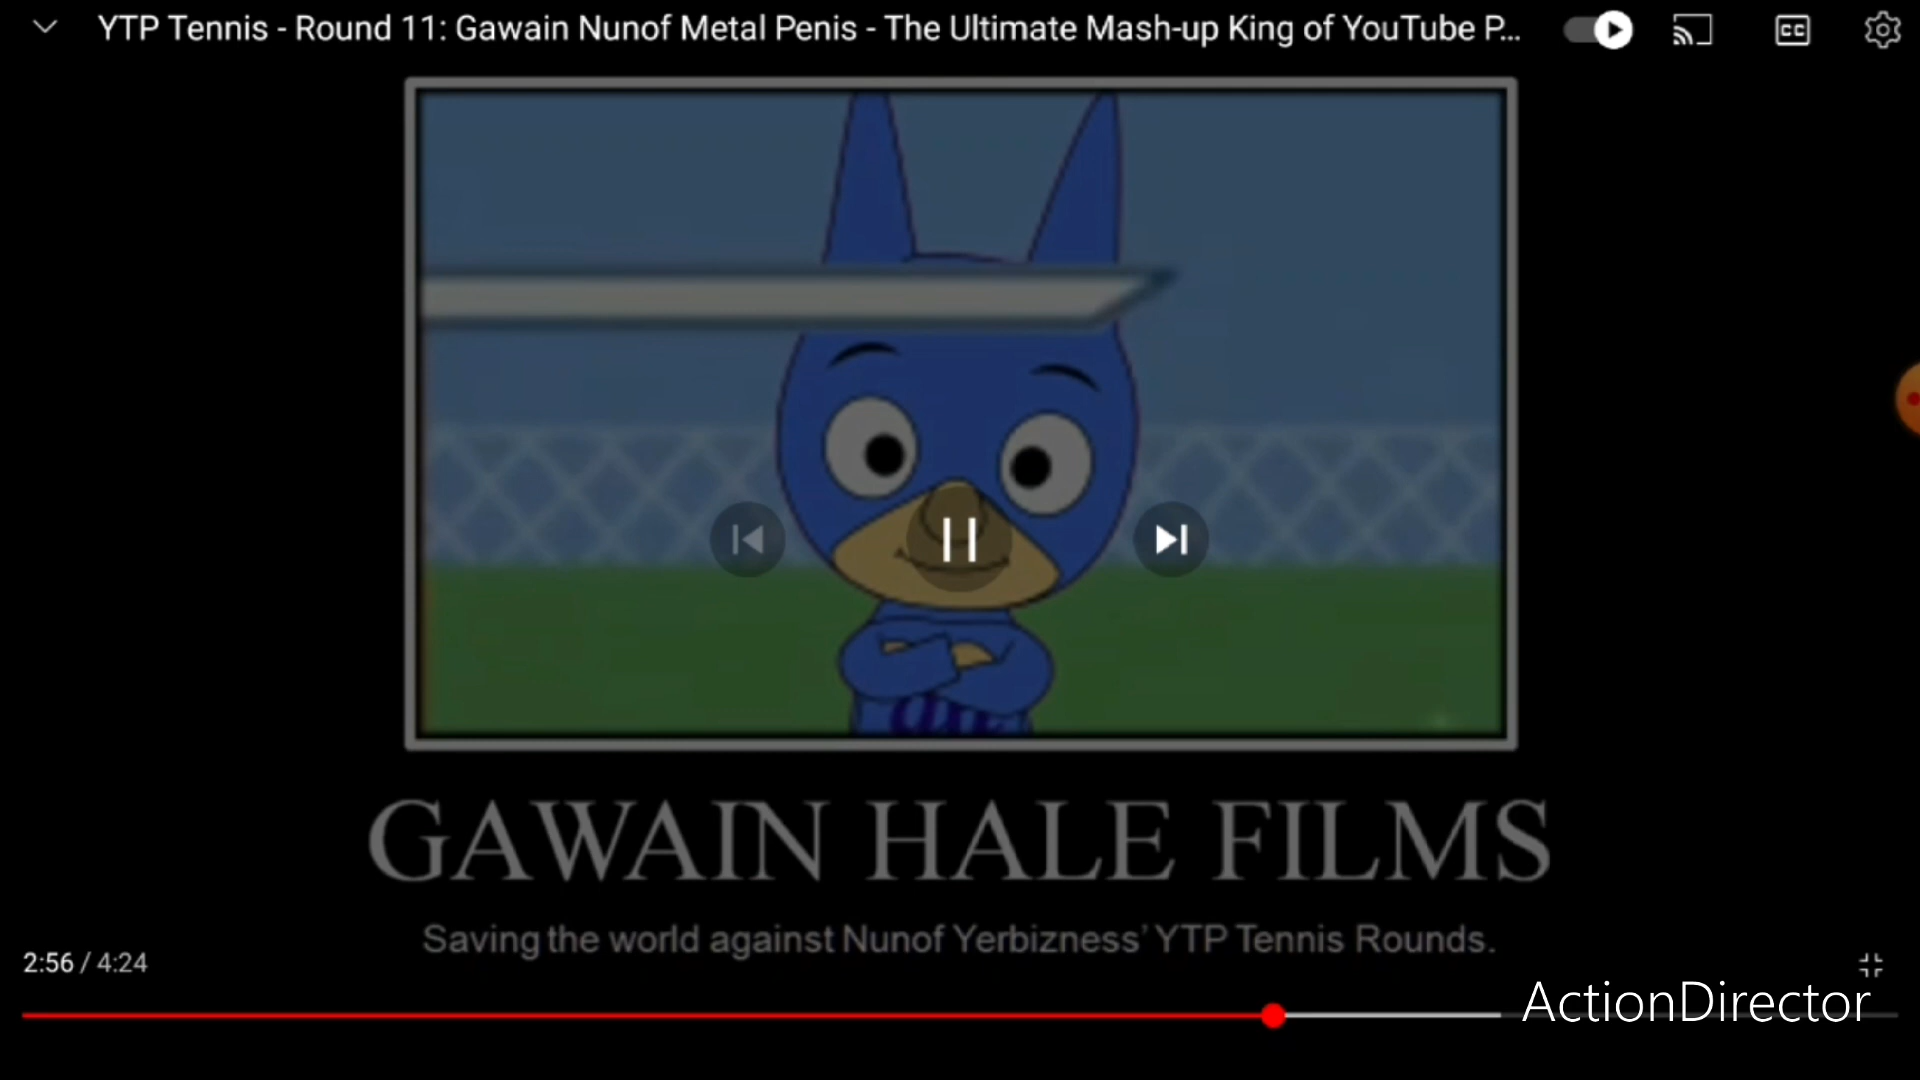 YTP Tennis - Round 11: Gawain Nunof Metal Penis - The Ultimate Mash-up King of YouTube P...
CC
GAWAIN HALE FILMS
Saving the world against Nunof Yerbizness' YTP Tennis Rounds.
2:56 / 4:24
ActionDirector